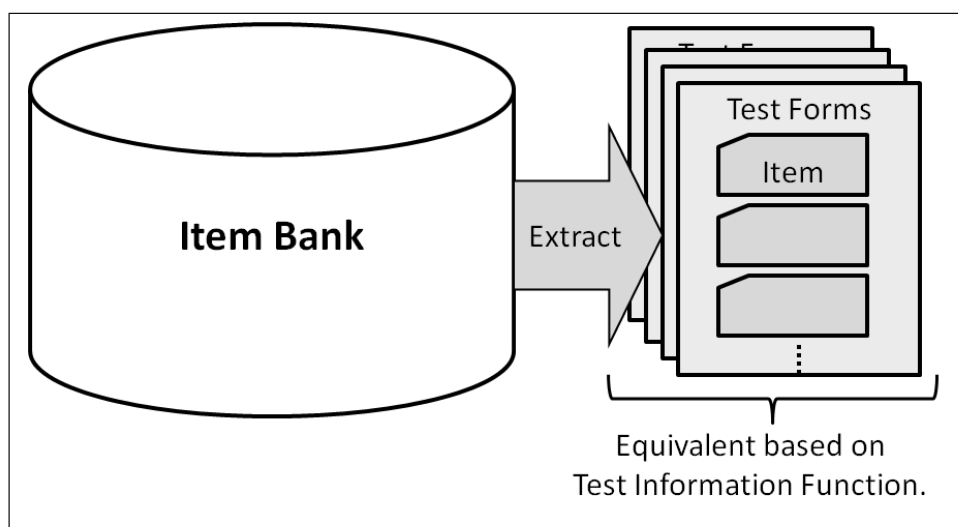 Item Bank
Extract
Test Forms
Item
Equivalent based on
Test Information Function.